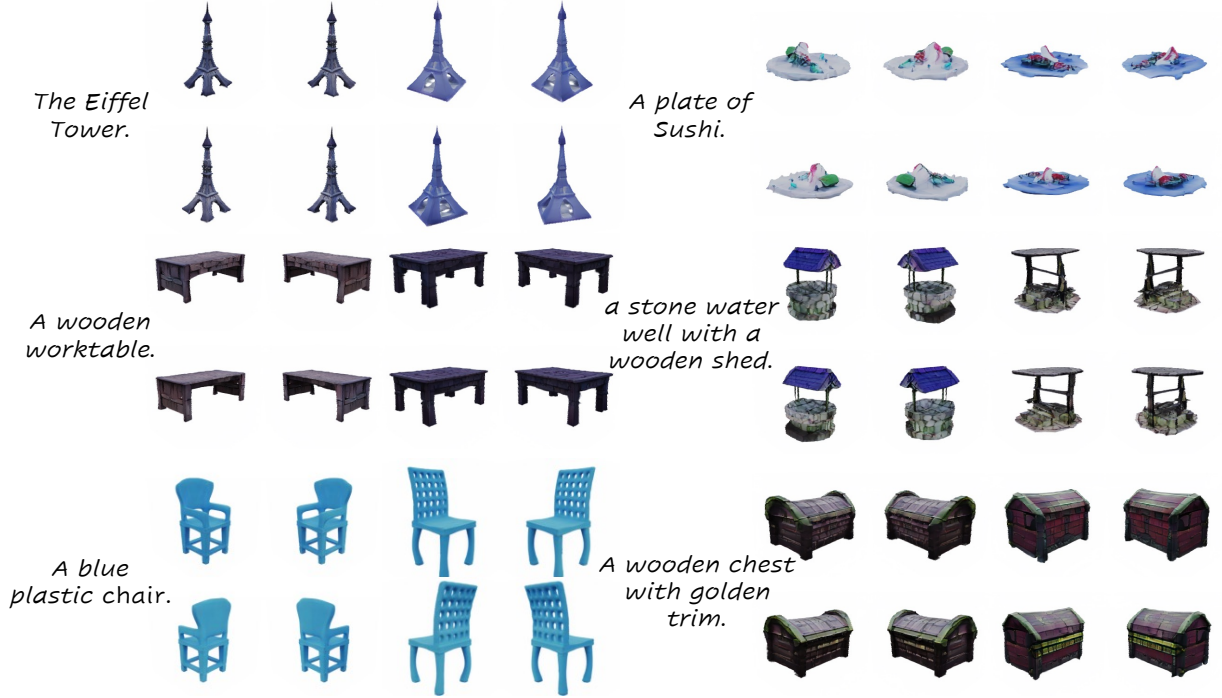 The Eiffel
Tower.
A plate of
Sushi.
A wooden
worktable.
a stone water
well with a
wooden shed.
A blue
plastic chair.
A wooden chest
with golden
trim.